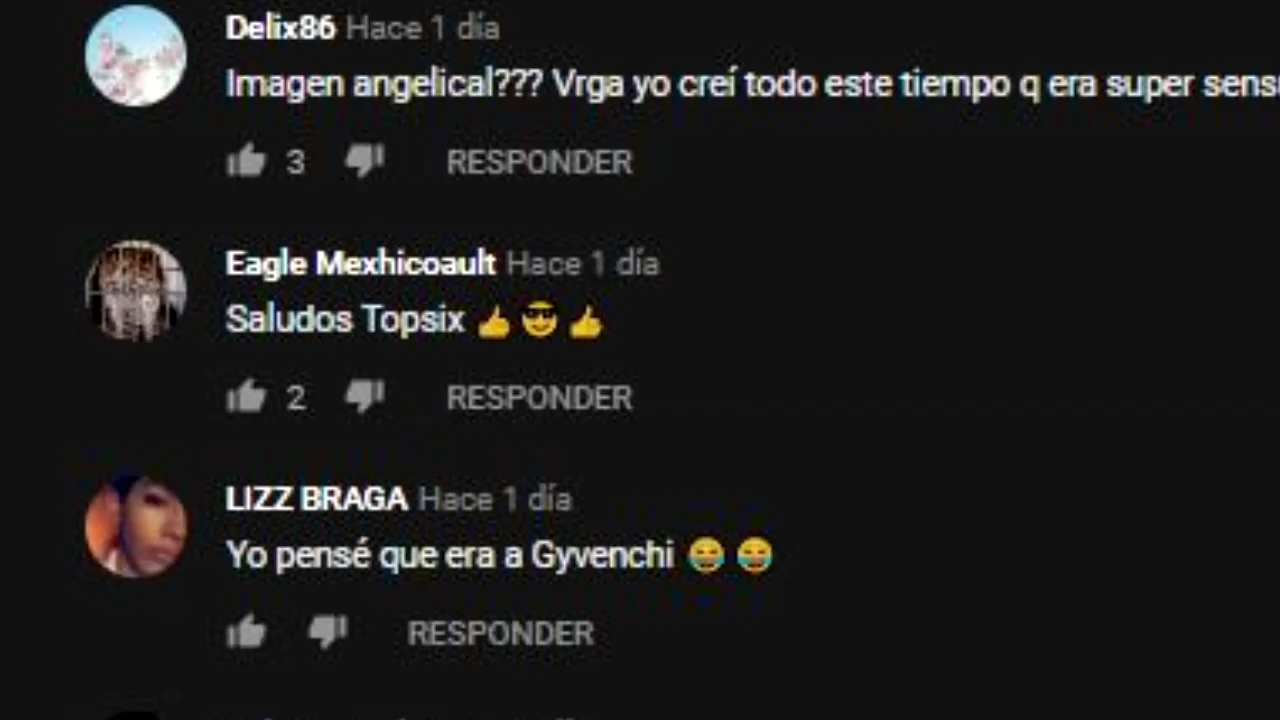 Delix86 Hace 1 día
Imagen angelical??? Vrga yo creí todo este tiempo q era super
3 RESPONDER
Eagle Mexhicoault Hace 1 día
Saludos Topsix 👍😎👍
2 RESPONDER
LIZZ BRAGA Hace 1 día
Yo pensé que era a Gyvenchi 😂😂
RESPONDER